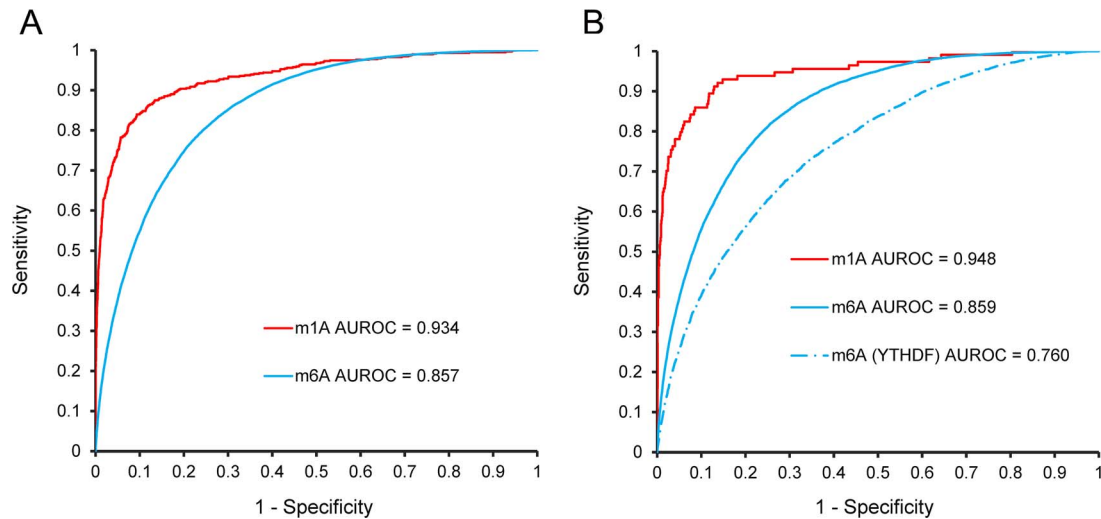 A
1
0.9
0.8
0.7
0.6
0.5
0.4
0.3
0.2
0.1
0
Sensitivity
m1A AUROC = 0.934
m6A AUROC = 0.857
0 0.1 0.2 0.3 0.4 0.5 0.6 0.7 0.8 0.9 1
1 - Specificity
B
1
0.9
0.8
0.7
0.6
0.5
0.4
0.3
0.2
0.1
0
Sensitivity
m1A AUROC = 0.948
m6A AUROC = 0.859
m6A (YTHDF) AUROC = 0.760
0 0.1 0.2 0.3 0.4 0.5 0.6 0.7 0.8 0.9 1
1 - Specificity